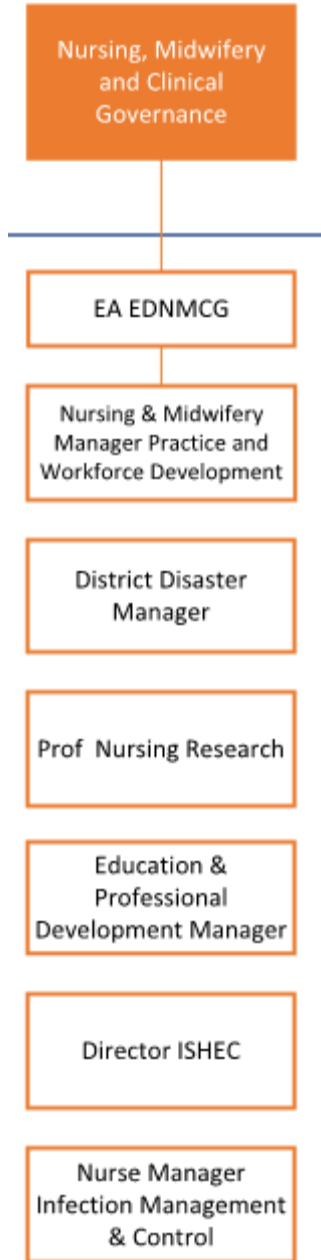 Nursing, Midwifery
and Clinical
Governance
EA EDNMCG
Nursing & Midwifery
Manager Practice and
Workforce Development
District Disaster
Manager
Prof Nursing Research
Education &
Professional
Development Manager
Director ISHEC
Nurse Manager
Infection Management
& Control